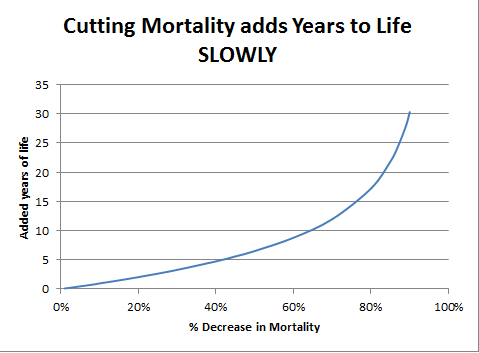 Cutting Mortality adds Years to Life
SLOWLY
35
30
25
20
15
10
5
0
Added years of life
0% 20% 40% 60% 80% 100%
% Decrease in Mortality